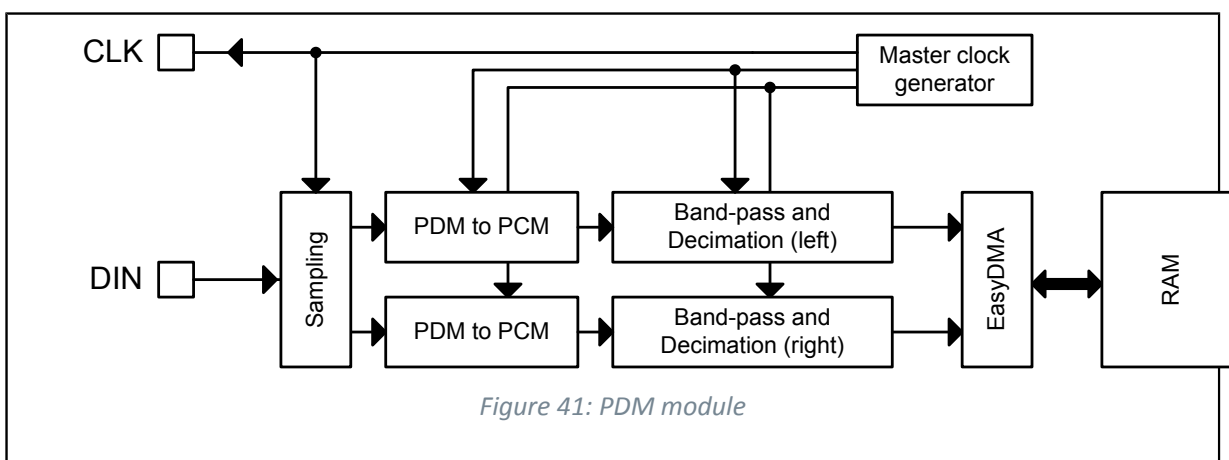 CLK
Master clock
generator
DIN
Sampling
PDM to PCM
Band-pass and
Decimation (left)
PDM to PCM
Band-pass and
Decimation (right)
EasyDMA
RAM
Figure 41: PDM module